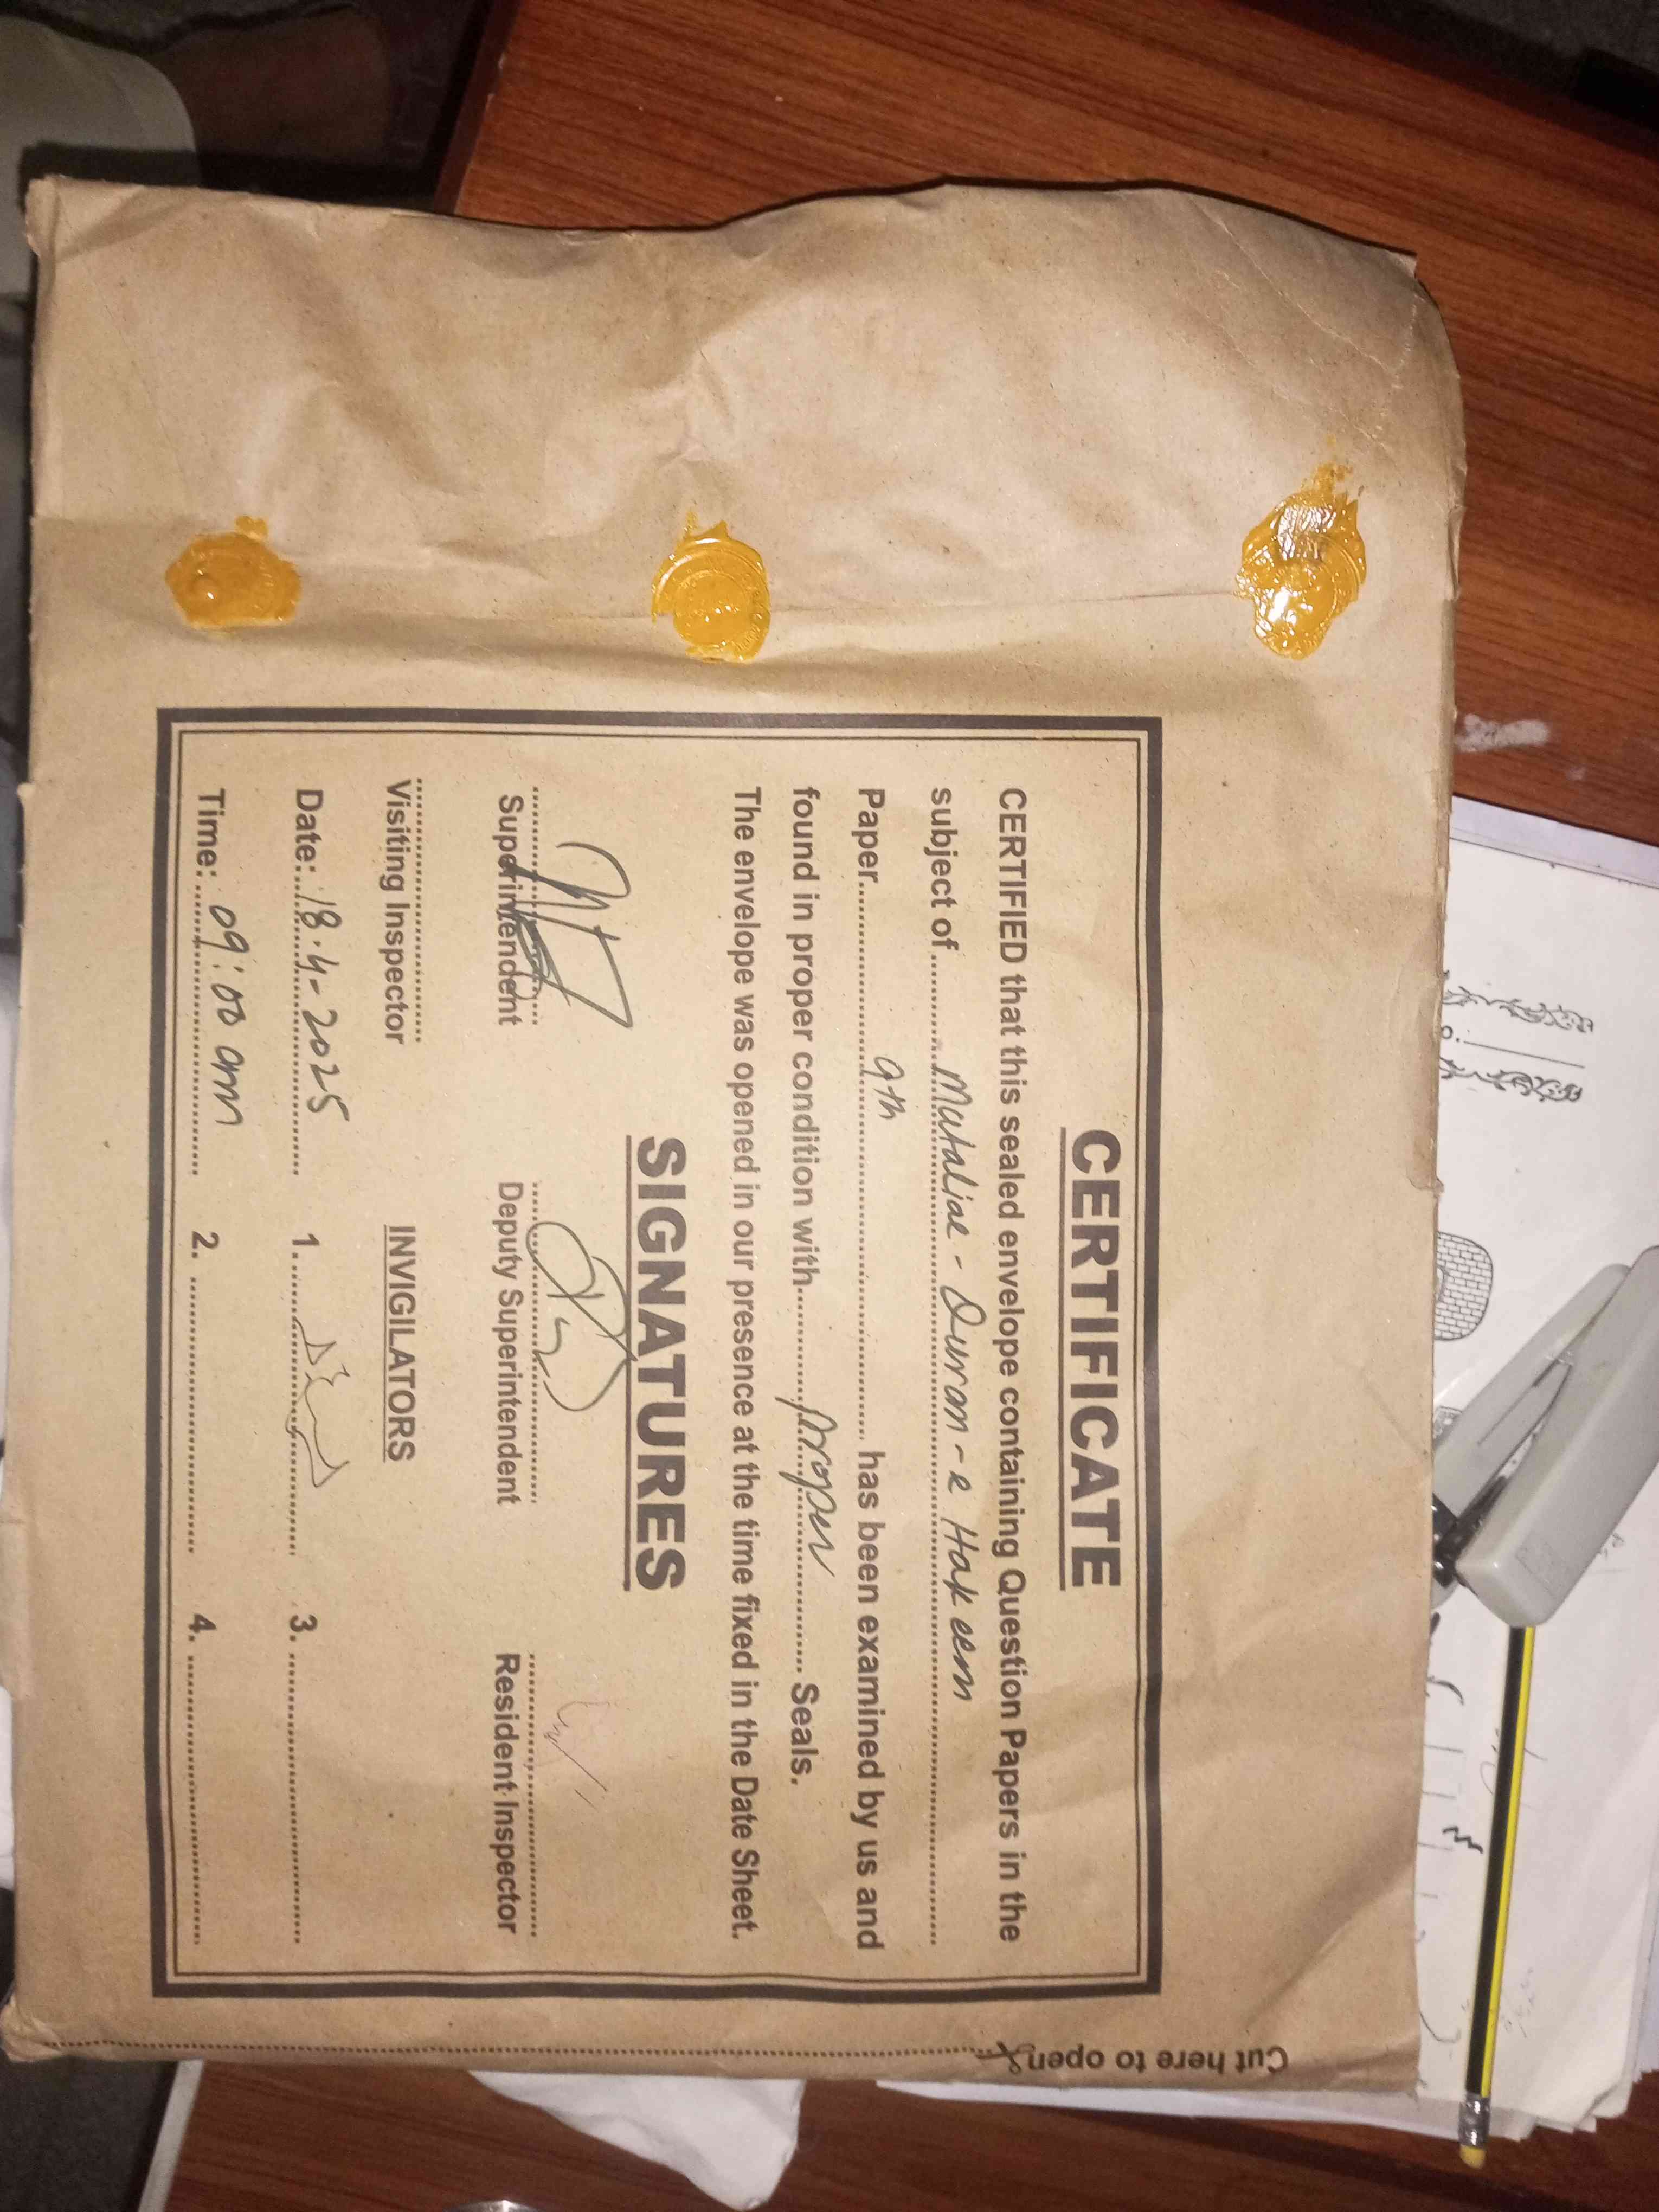 CERTIFICATE
CERTIFIED that this sealed envelope containing Question Papers in the
subject of ........ Mutaliae - Quran - e Hakeem ........
Paper ........ 9th ........ has been examined by us and
found in proper condition with ........ proper ........ Seals.
The envelope was opened in our presence at the time fixed in the Date Sheet.
SIGNATURES
Superintendent Deputy Superintendent Resident Inspector
Visiting Inspector INVIGILATORS
Date: 18.4-2025 1. ........ 3. ........
Time: 09:00 am 2. ........ 4. ........
Cut here to open